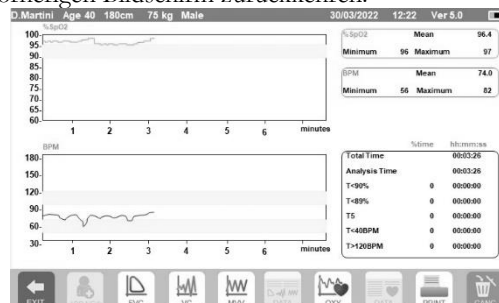 vorherigen Bildschirm zurückkehren.
D.Martini Age 40 180cm 75 kg Male 30/03/2022 12:22 Ver 5.0
%SpO2
100
95
90
85
80
75
70
65
60
1 2 3 4 5 6 minutes
%SpO2 Mean 96.4
Minimum 96 Maximum 97
BPM Mean 74.0
Minimum 56 Maximum 82
BPM
180
150
120
90
60
30
1 2 3 4 5 6 minutes
%time hh:mm:ss
Total Time 00:03:26
Analysis Time 00:03:26
T<90% 0 00:00:00
T<89% 0 00:00:00
T5 0 00:00:00
T<40BPM 0 00:00:00
T>120BPM 0 00:00:00
EXIT FVC VC MVV OXY PRINT